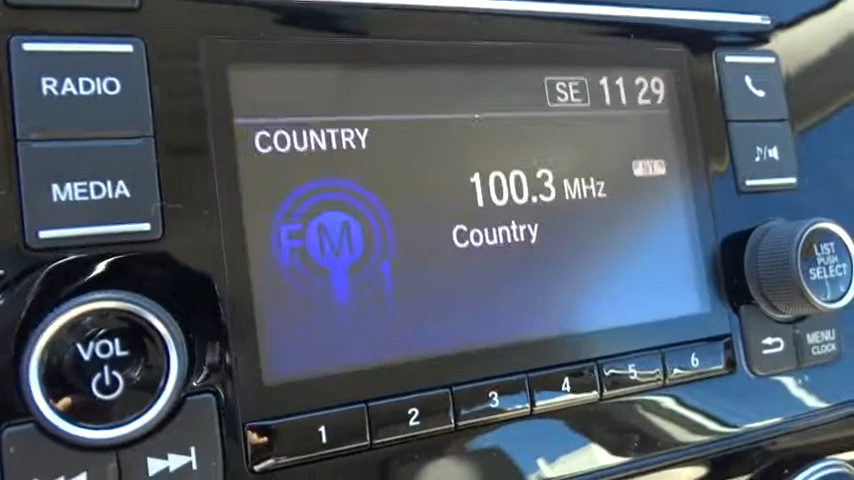 RADIO
MEDIA
VOL
COUNTRY
SE 11 29
100.3 MHz
Country
FM
1
1 2 3 4 5 6
LIST
PUSH
SELECT
MENU
CLOCK